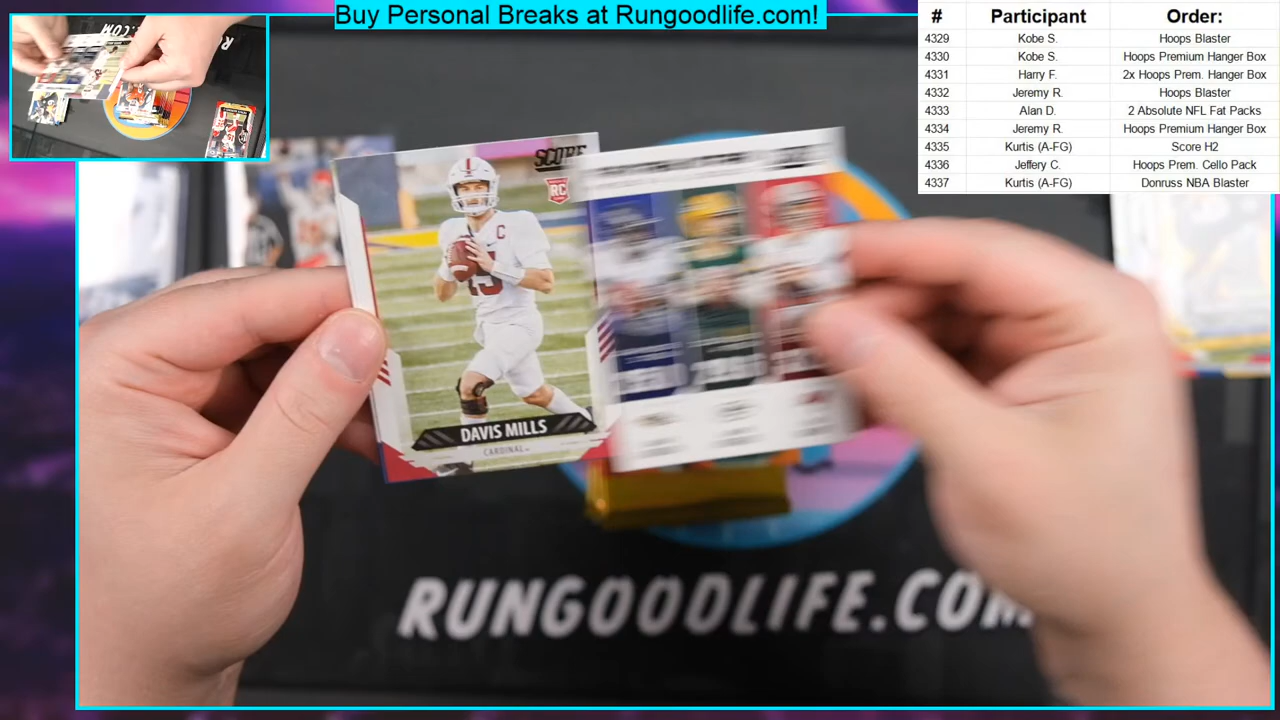 Buy Personal Breaks at Rungoodlife.com!
# Participant Order:
4329 Kobe S. Hoops Blaster
4330 Kobe S. Hoops Premium Hanger Box
4331 Harry F. 2x Hoops Prem. Hanger Box
4332 Jeremy R. Hoops Blaster
4333 Alan D. 2 Absolute NFL Fat Packs
4334 Jeremy R. Hoops Premium Hanger Box
4335 Kurtis (A-FG) Score H2
4336 Jeffery C. Hoops Prem. Cello Pack
4337 Kurtis (A-FG) Donruss NBA Blaster
SCORE
RC
C
15
DAVIS MILLS
CARDINAL
RUNGOODLIFE.COM